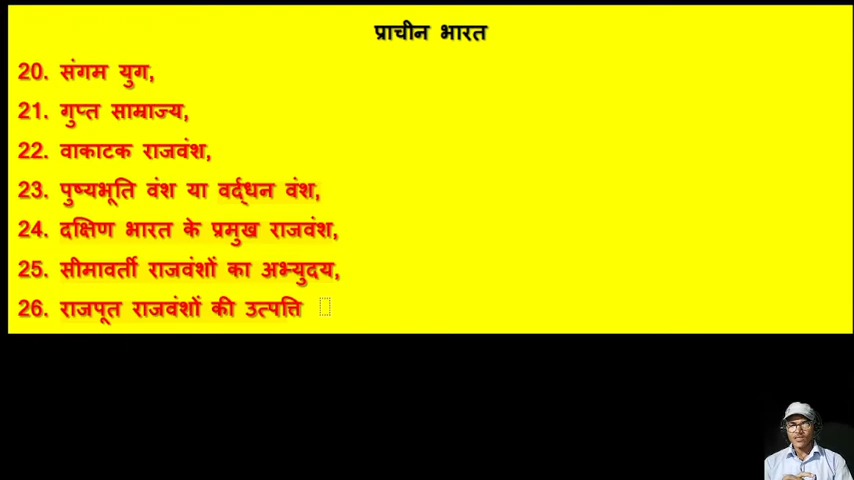 प्राचीन भारत
20. संगम युग,
21. गुप्त साम्राज्य,
22. वाकाटक राजवंश,
23. पुष्यभूति वंश या वर्द्धन वंश,
24. दक्षिण भारत के प्रमुख राजवंश,
25. सीमावर्ती राजवंशों का अभ्युदय,
26. राजपूत राजवंशों की उत्पत्ति